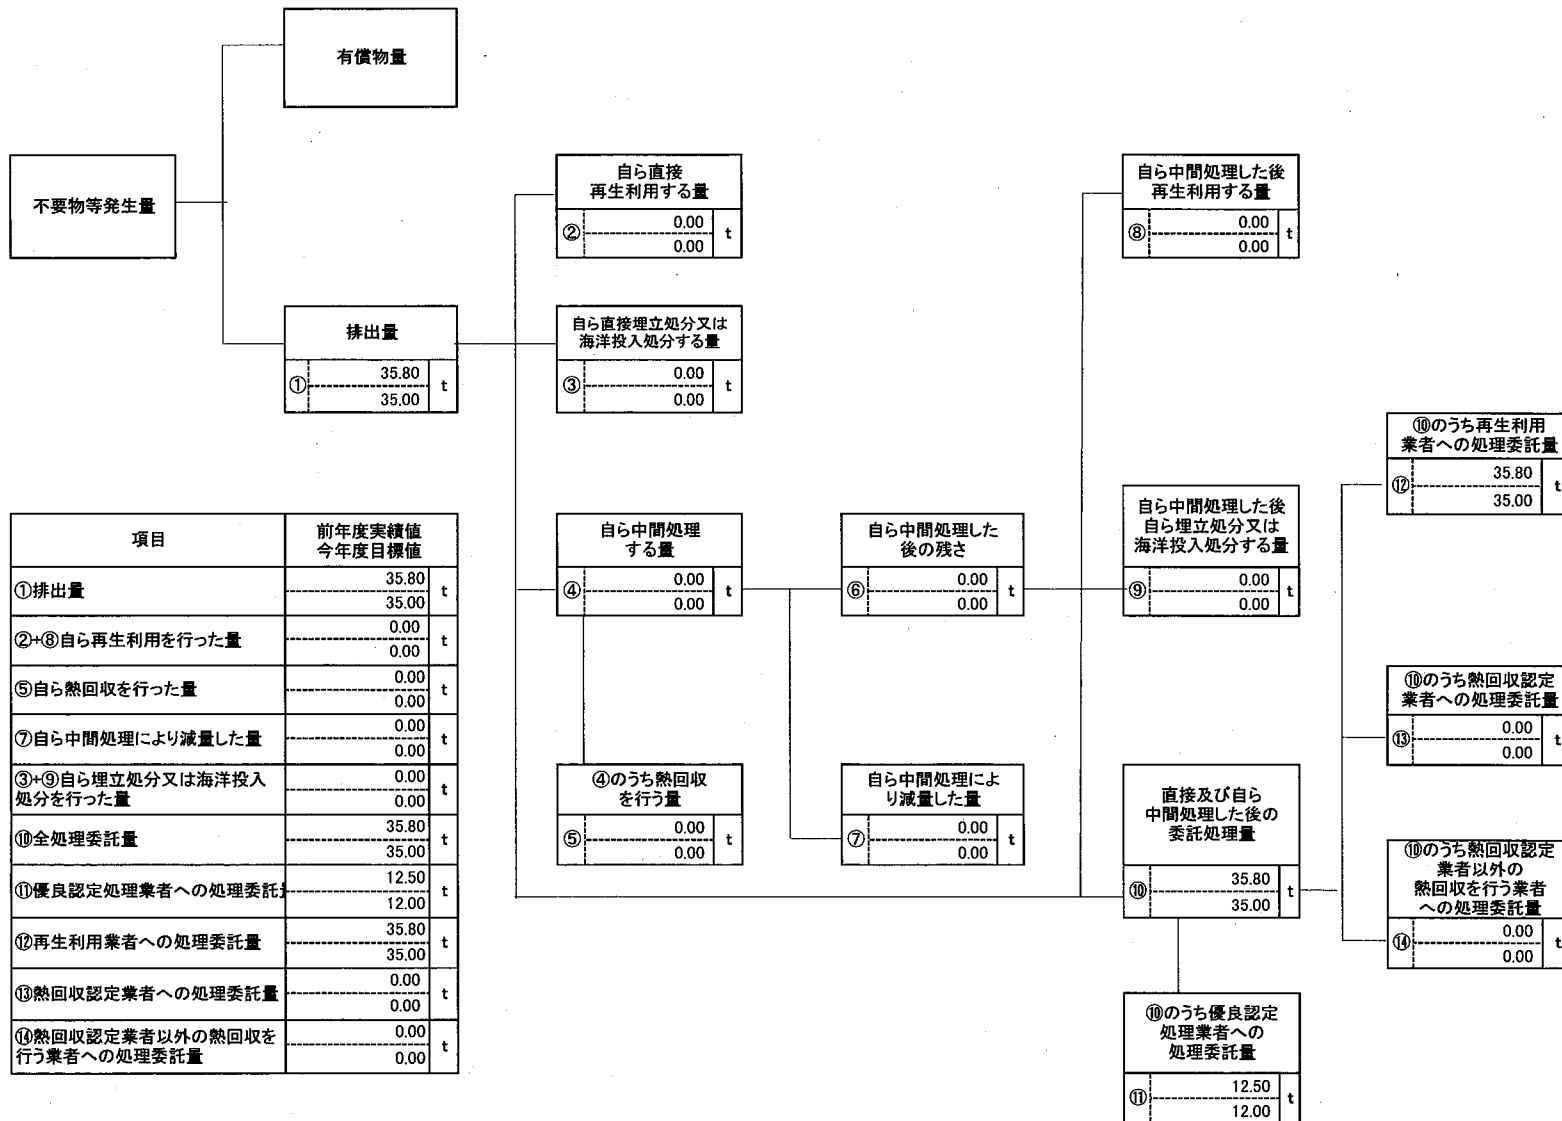 有償物量
不要物等発生量
自ら直接
再生利用する量
② 0.00 t
0.00
自ら中間処理した後
再生利用する量
⑧ 0.00 t
0.00
排出量
① 35.80 t
35.00
自ら直接埋立処分又は
海洋投入処分する量
③ 0.00 t
0.00
⑩のうち再生利用
業者への処理委託量
⑫ 35.80 t
35.00
自ら中間処理
する量
④ 0.00 t
0.00
自ら中間処理した
後の残さ
⑥ 0.00 t
0.00
自ら中間処理した後
自ら埋立処分又は
海洋投入処分する量
⑨ 0.00 t
0.00
⑩のうち熱回収認定
業者への処理委託量
⑬ 0.00 t
0.00
④のうち熱回収
を行う量
⑤ 0.00 t
0.00
自ら中間処理によ
り減量した量
⑦ 0.00 t
0.00
直接及び自ら
中間処理した後の
委託処理量
⑩ 35.80 t
35.00
⑩のうち熱回収認定
業者以外の
熱回収を行う業者
への処理委託量
⑭ 0.00 t
0.00
⑩のうち優良認定
処理業者への
処理委託量
⑪ 12.50 t
12.00
項目 前年度実績値
今年度目標値
①排出量 35.80 t
35.00
②+⑧自ら再生利用を行った量 0.00 t
0.00
⑤自ら熱回収を行った量 0.00 t
0.00
⑦自ら中間処理により減量した量 0.00 t
0.00
③+⑨自ら埋立処分又は海洋投入
処分を行った量 0.00 t
0.00
⑩全処理委託量 35.80 t
35.00
⑪優良認定処理業者への処理委託 12.50 t
12.00
⑫再生利用業者への処理委託量 35.80 t
35.00
⑬熱回収認定業者への処理委託量 0.00 t
0.00
⑭熱回収認定業者以外の熱回収を
行う業者への処理委託量 0.00 t
0.00